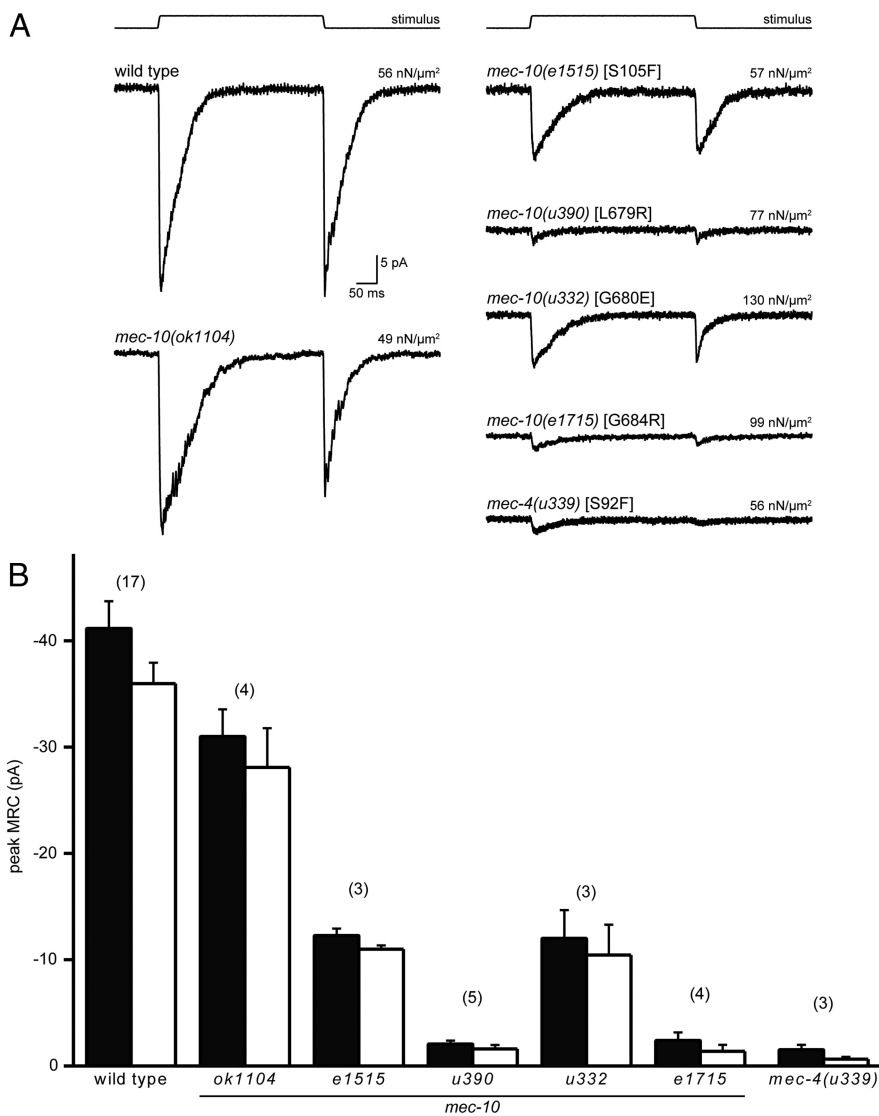 A
stimulus
wild type
56 nN/µm²
5 pA
50 ms
mec-10(ok1104)
49 nN/µm²
stimulus
mec-10(e1515) [S105F]
57 nN/µm²
mec-10(u390) [L679R]
77 nN/µm²
mec-10(u332) [G680E]
130 nN/µm²
mec-10(e1715) [G684R]
99 nN/µm²
mec-4(u339) [S92F]
56 nN/µm²
B
peak MRC (pA)
-40
-30
-20
-10
0
(17)
(4)
(3)
(5)
(3)
(4)
(3)
wild type ok1104 e1515 u390 u332 e1715 mec-4(u339)
mec-10